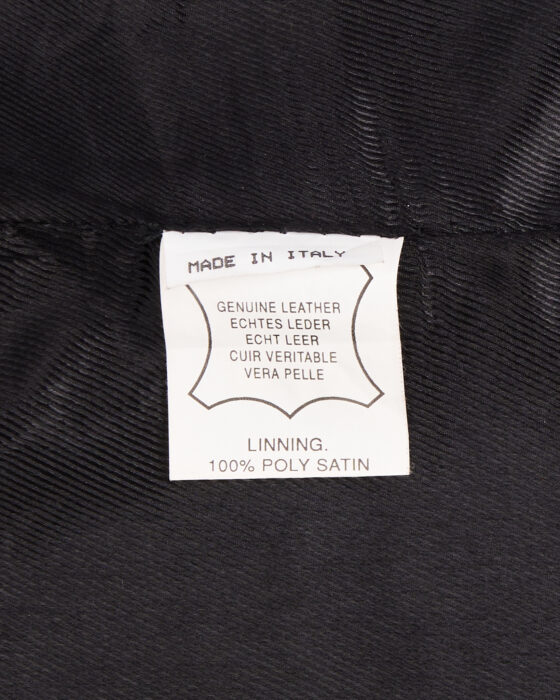 MADE IN ITALY
GENUINE LEATHER
ECHTES LEDER
ECHT LEER
CUIR VERITABLE
VERA PELLE
LINNING.
100% POLY SATIN